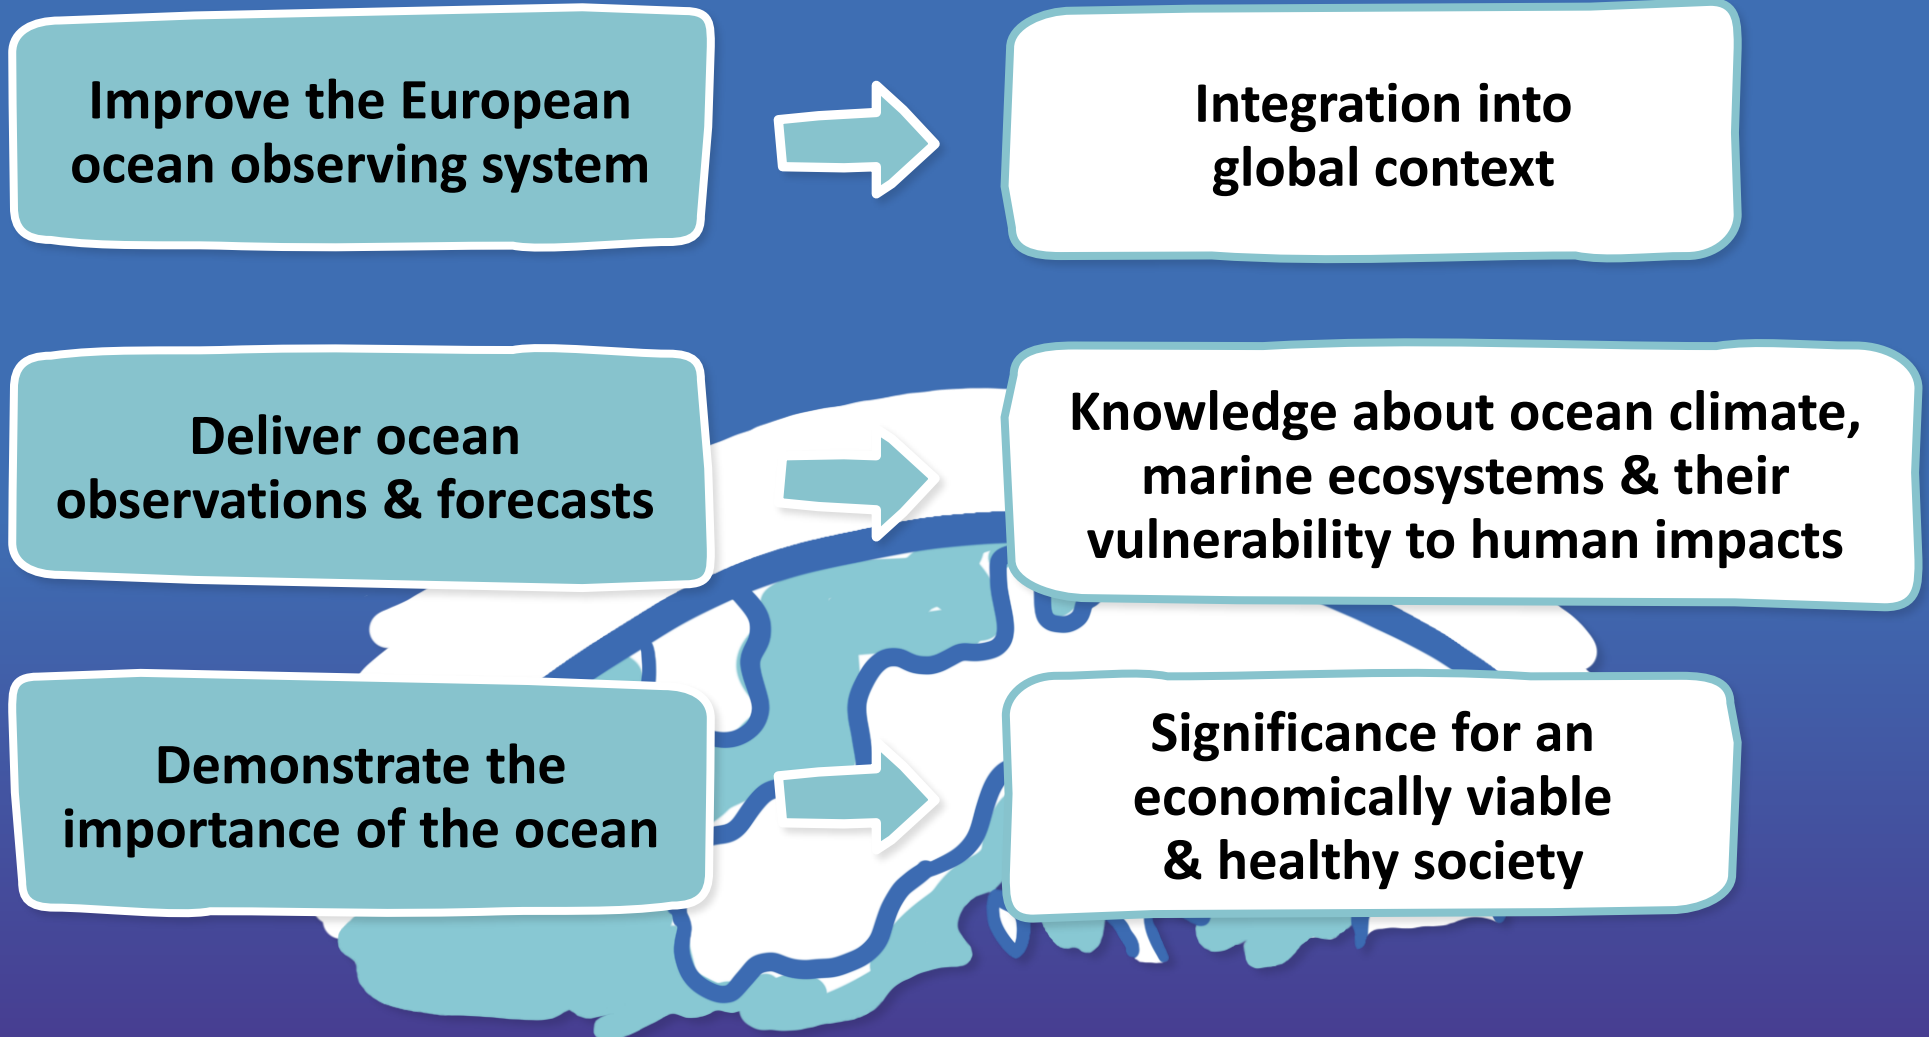 Improve the European
ocean observing system
Integration into
global context
Deliver ocean
observations & forecasts
Knowledge about ocean climate,
marine ecosystems & their
vulnerability to human impacts
Demonstrate the
importance of the ocean
Significance for an
economically viable
& healthy society